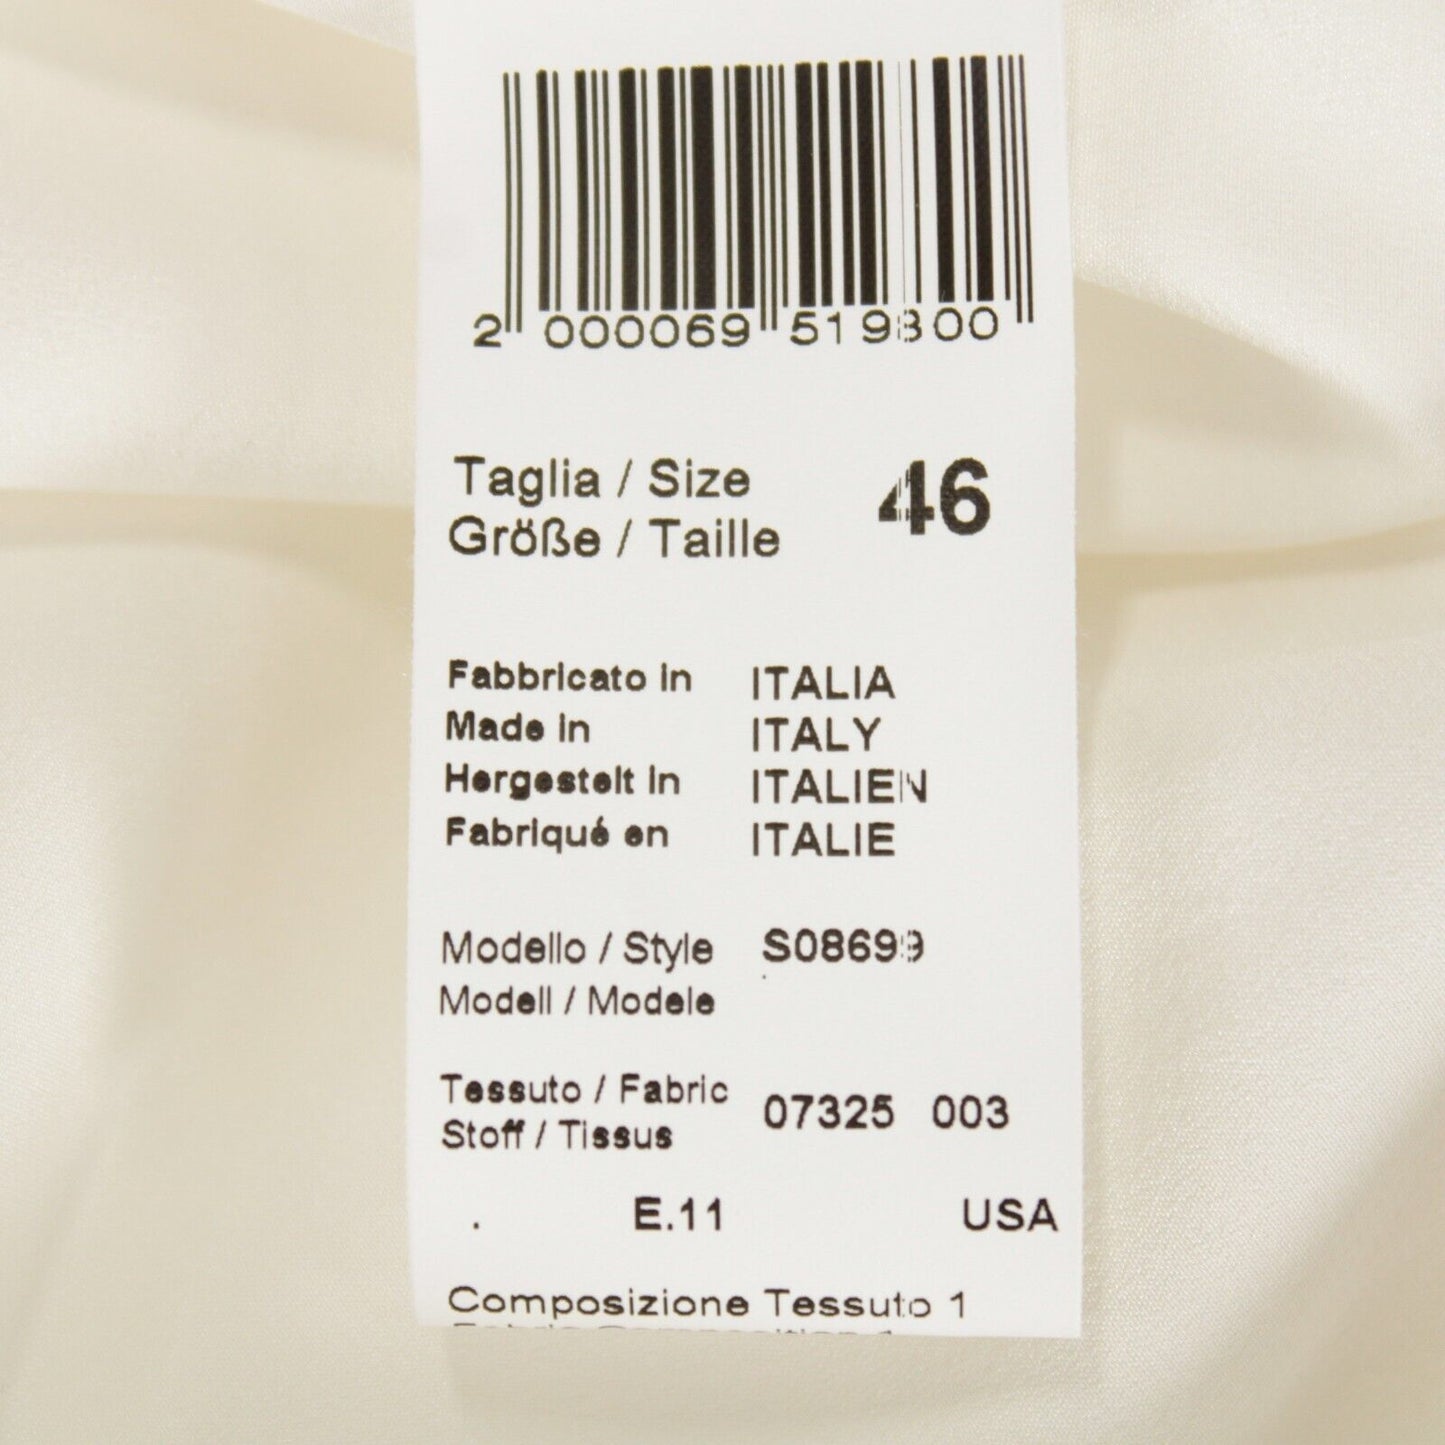 2 000069 519800
Taglia / Size 46
Größe / Taille
Fabbricato in ITALIA
Made in ITALY
Hergestelt in ITALIEN
Fabriqué en ITALIE
Modello / Style S08699
Modell / Modele
Tessuto / Fabric 07325 003
Stoff / Tissus
. E.11 USA
Composizione Tessuto 1